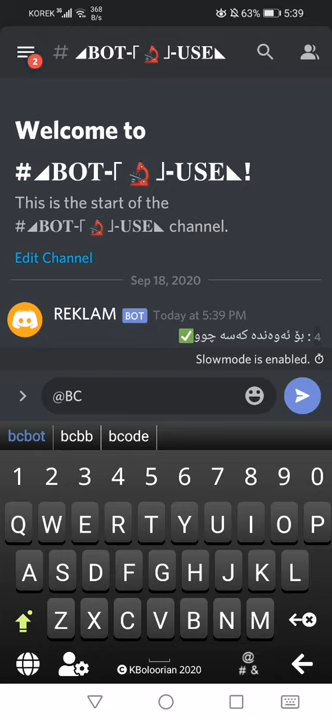 KOREK 36 368 B/s 63% 5:39
2 # ◢BOT-「🔬」-USE◣
Welcome to
#◢BOT-「🔬」-USE◣!
This is the start of the
#◢BOT-「🔬」-USE◣ channel.
Edit Channel
Sep 18, 2020
REKLAM BOT Today at 5:39 PM
4 : بۆ ئەوەندە کەسە چوو✅
Slowmode is enabled.
@BC
bcbot bcbb bcode
1 2 3 4 5 6 7 8 9 0
Q W E R T Y U I O P
A S D F G H J K L
Z X C V B N M
© KBoloorian 2020 @ # &